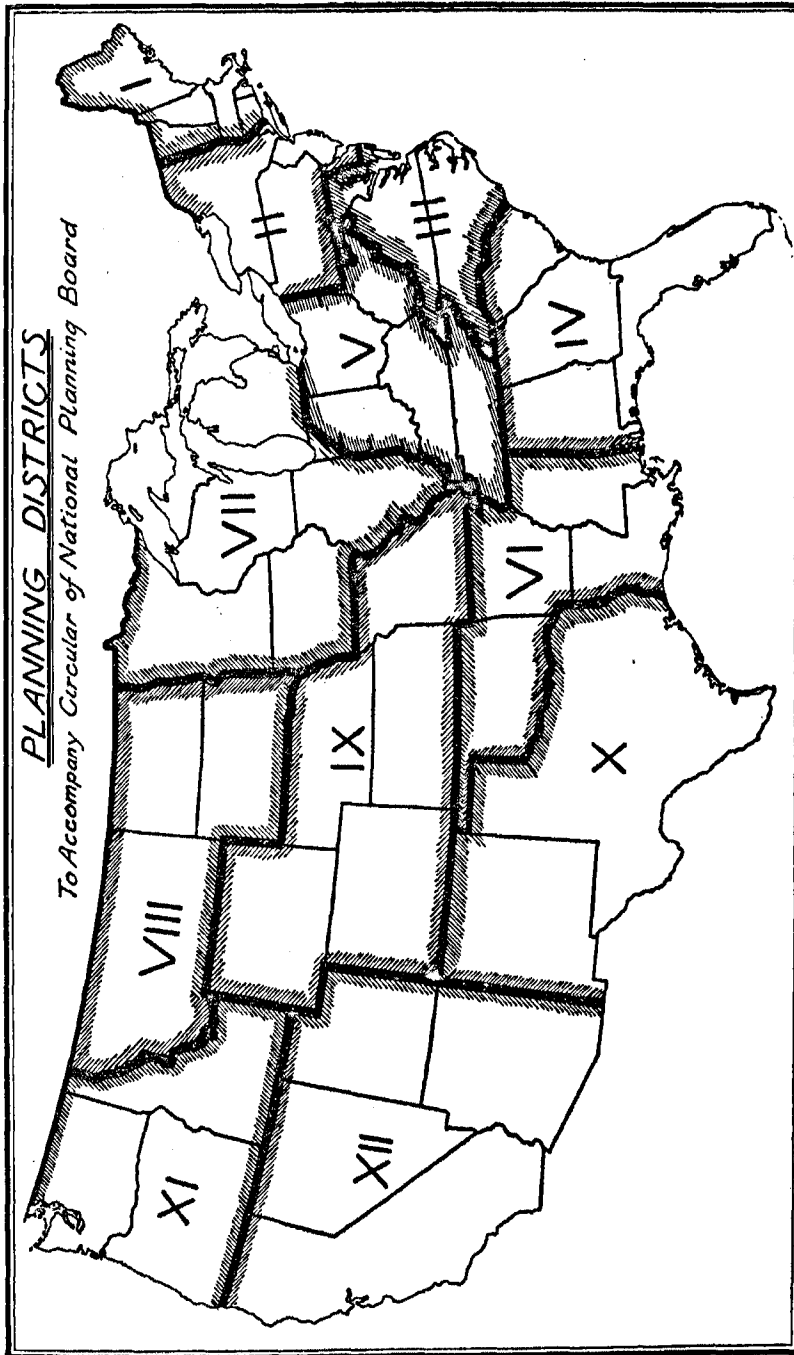 PLANNING DISTRICTS
To Accompany Circular of National Planning Board
I
II
III
IV
V
VI
VII
VIII
IX
X
XI
XII